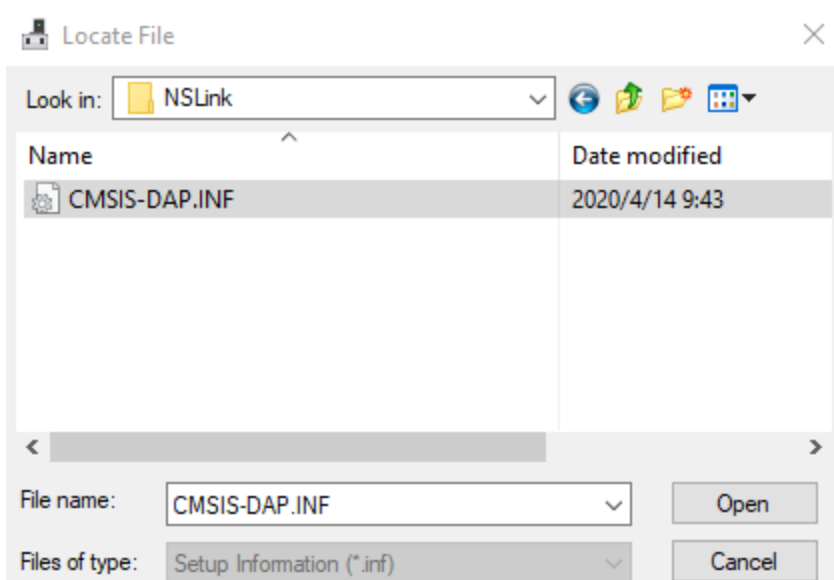 Locate File
Look in: NSLink
Name Date modified
CMSIS-DAP.INF 2020/4/14 9:43
File name: CMSIS-DAP.INF Open
Files of type: Setup Information (*.inf) Cancel